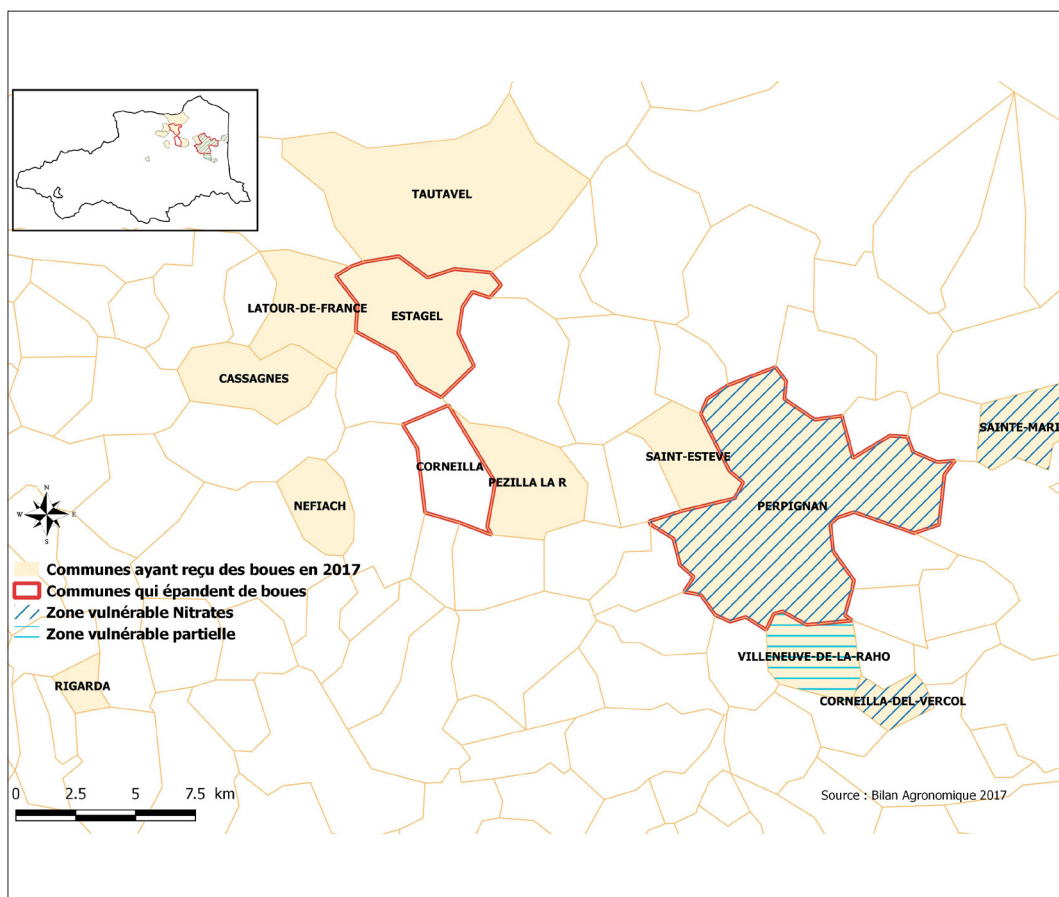 TAUTAVEL
LATOUR-DE-FRANCE
ESTAGEL
CASSAGNES
SAINTE-MARI
CORNEILLA
SAINT-ESTEVE
PEZILLA LA R
NEFIACH
PERPIGNAN
N
W E
S
Communes ayant reçu des boues en 2017
Communes qui épandent de boues
Zone vulnérable Nitrates
Zone vulnérable partielle
VILLENEUVE-DE-LA-RAHO
RIGARDA
CORNEILLA-DEL-VERCOL
0 2.5 5 7.5 km
Source : Bilan Agronomique 2017